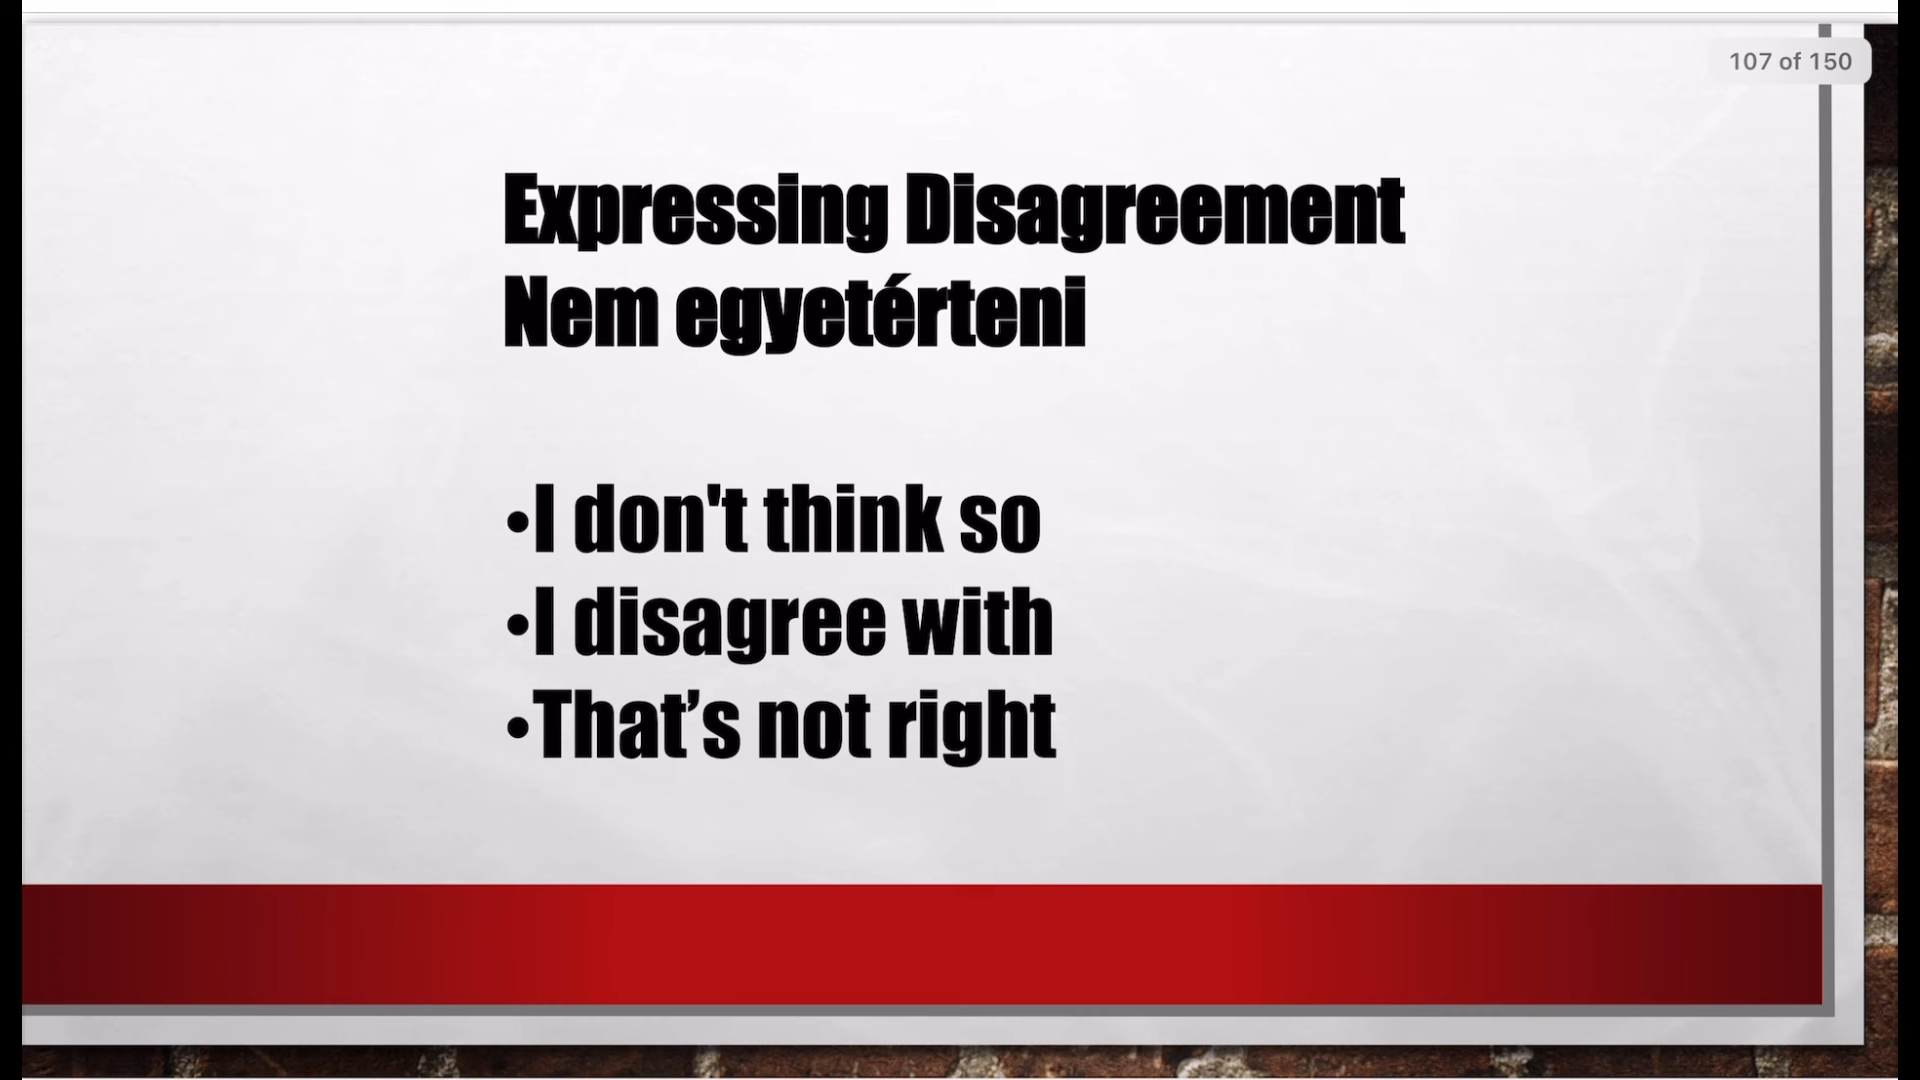 107 of 150
Expressing Disagreement
Nem egyetérteni
•I don't think so
•I disagree with
•That’s not right